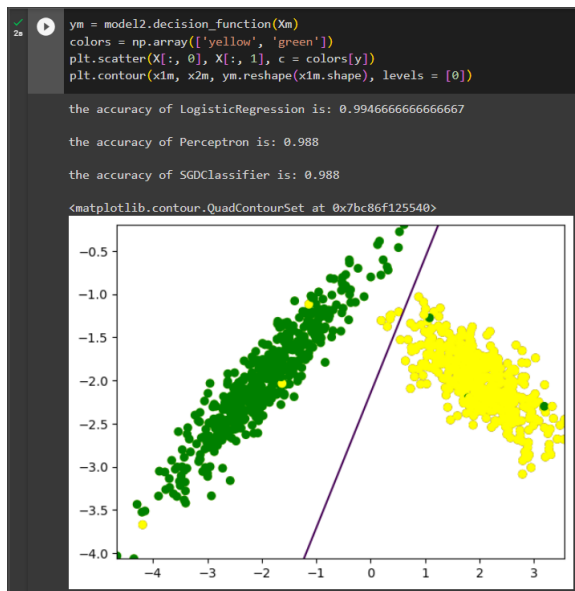 2s
ym = model2.decision_function(Xm)
colors = np.array(['yellow', 'green'])
plt.scatter(X[:, 0], X[:, 1], c = colors[y])
plt.contour(x1m, x2m, ym.reshape(x1m.shape), levels = [0])
the accuracy of LogisticRegression is: 0.9946666666666667
the accuracy of Perceptron is: 0.988
the accuracy of SGDClassifier is: 0.988
<matplotlib.contour.QuadContourSet at 0x7bc86f125540>
−0.5
−1.0
−1.5
−2.0
−2.5
−3.0
−3.5
−4.0
−4 −3 −2 −1 0 1 2 3